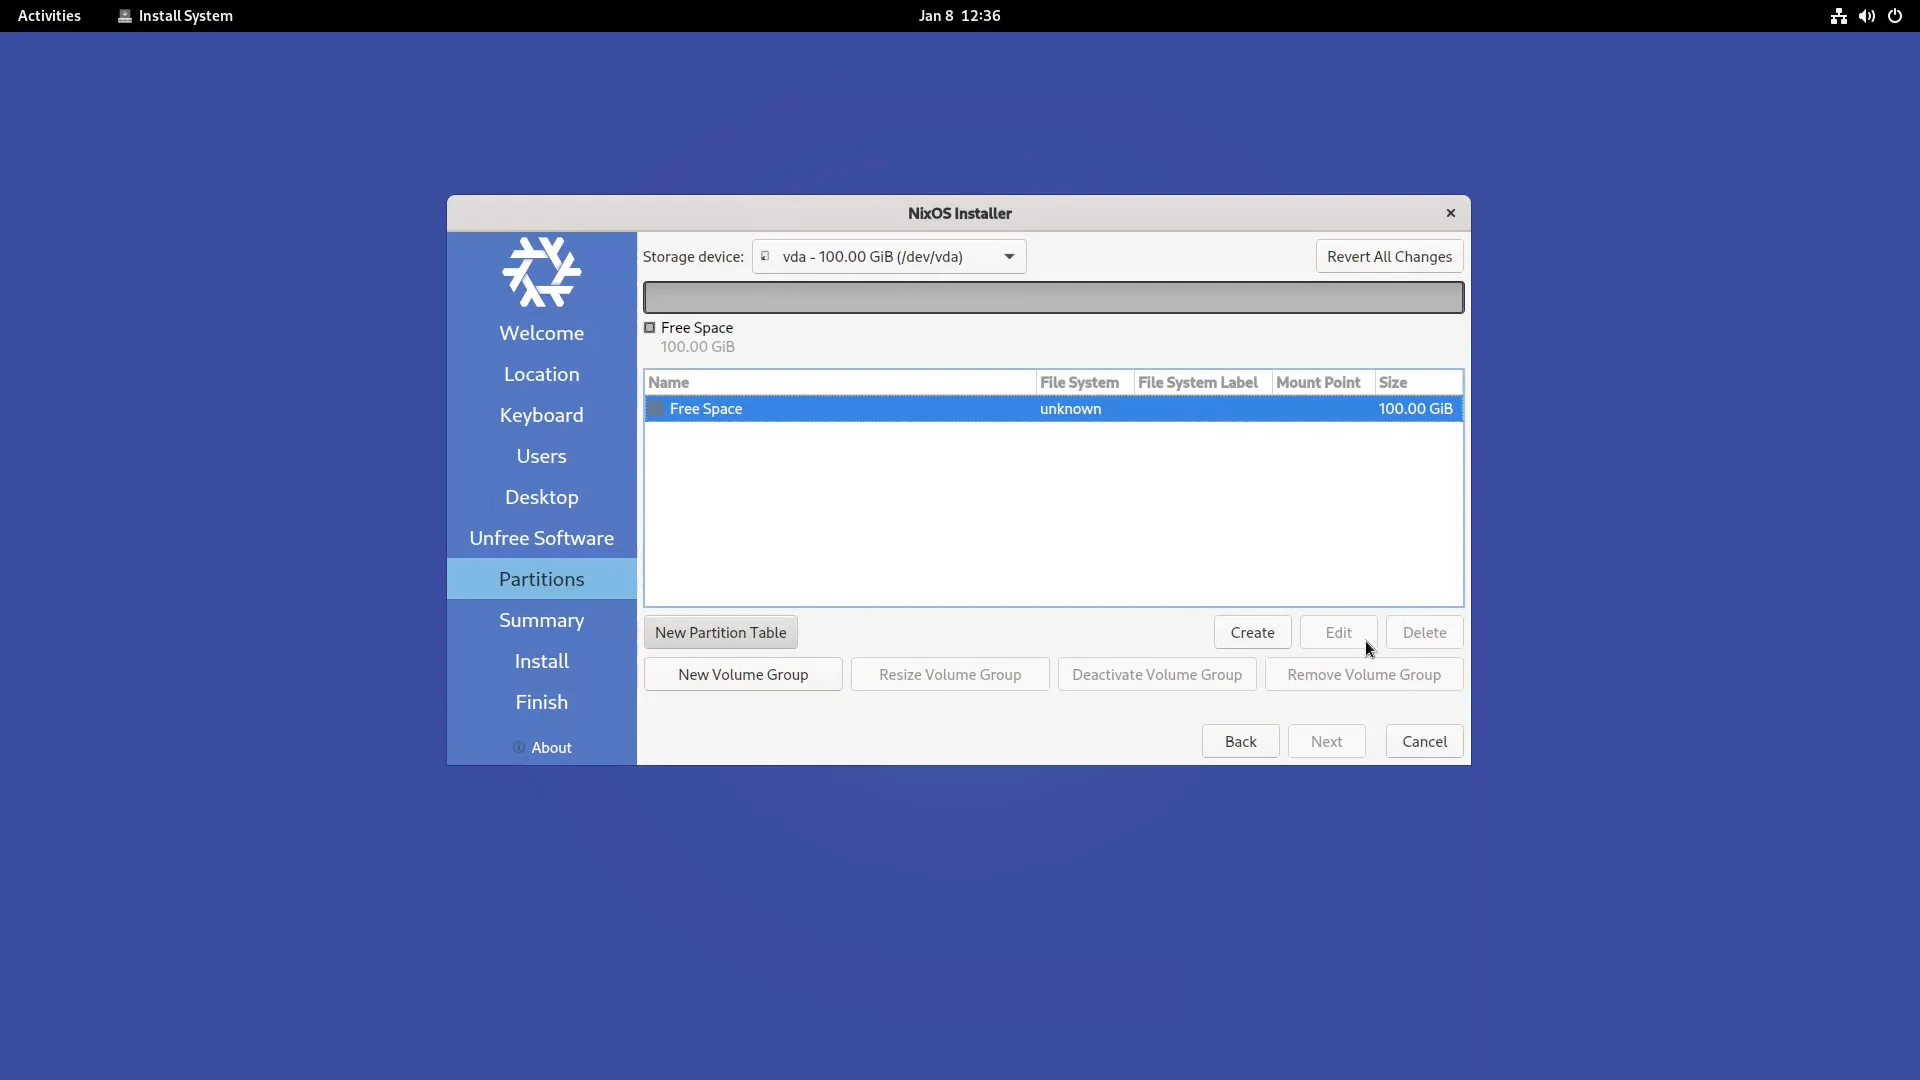 Activities
Install System
Jan 8 12:36
NixOS Installer
×
Storage device:
vda - 100.00 GiB (/dev/vda)
Revert All Changes
Free Space
100.00 GiB
Welcome
Location
Keyboard
Users
Desktop
Unfree Software
Partitions
Summary
Install
Finish
About
Name File System File System Label Mount Point Size
Free Space unknown 100.00 GiB
New Partition Table Create Edit Delete
New Volume Group Resize Volume Group Deactivate Volume Group Remove Volume Group
Back Next Cancel